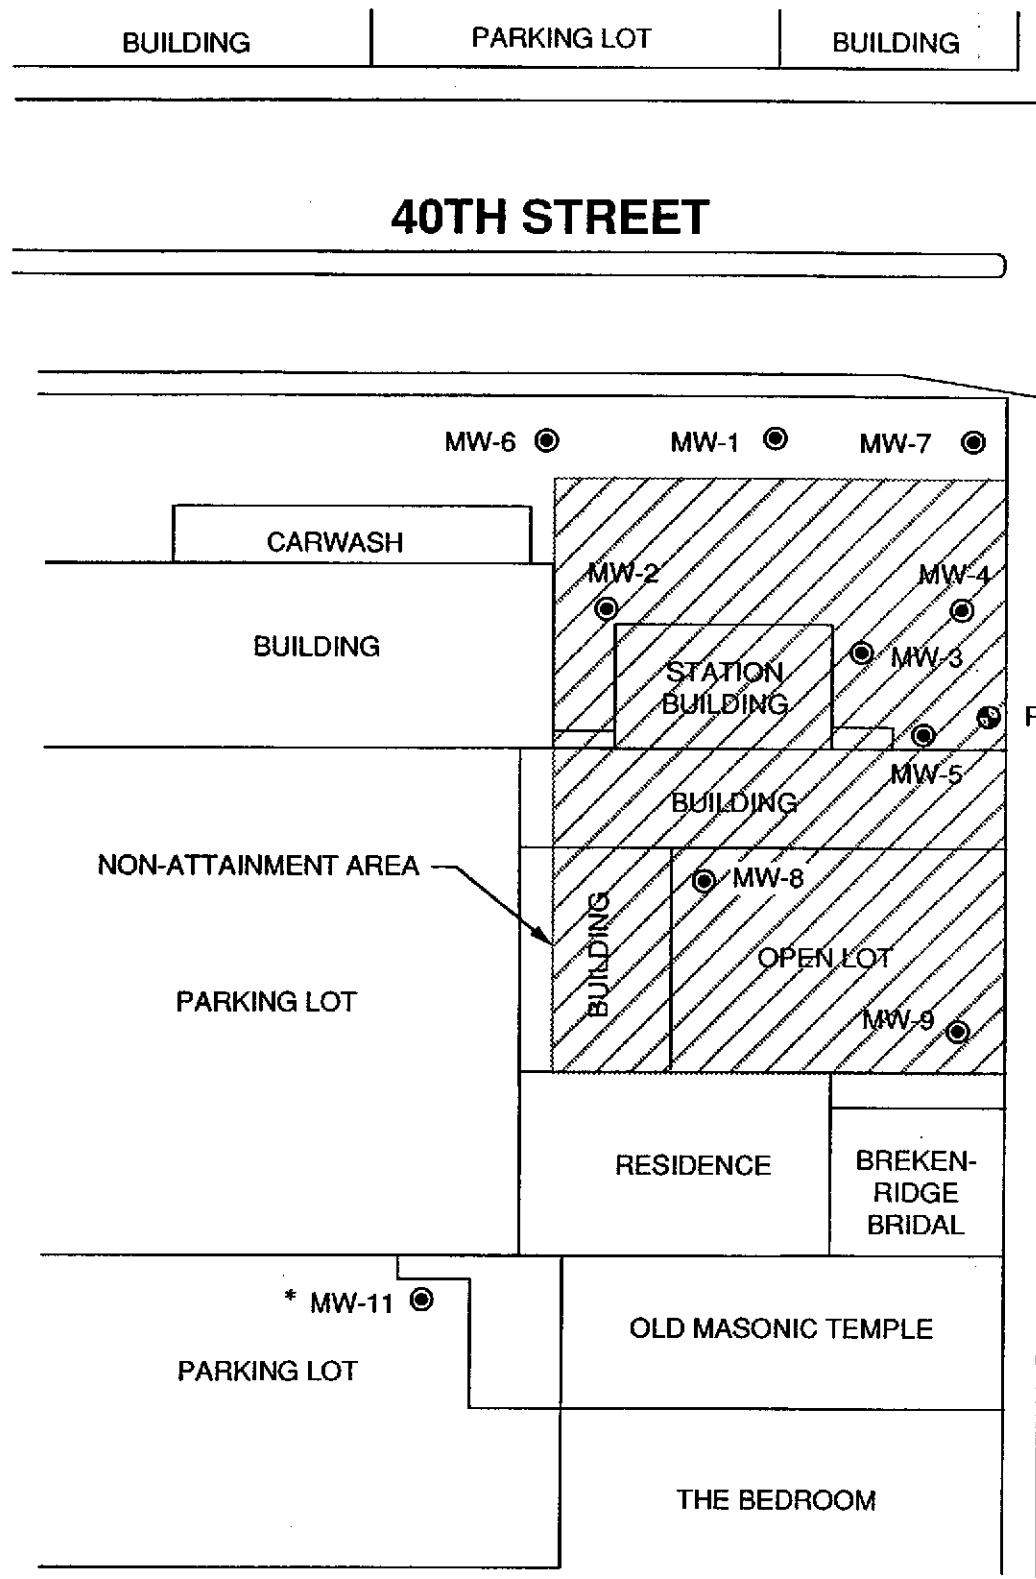 BUILDING
PARKING LOT
BUILDING
40TH STREET
MW-6
MW-1
MW-7
CARWASH
MW-2
MW-4
BUILDING
STATION
BUILDING
MW-3
F
MW-5
BUILDING
NON-ATTAINMENT AREA
MW-8
BUILDING
OPEN LOT
PARKING LOT
MW-9
RESIDENCE
BREKEN-
RIDGE
BRIDAL
* MW-11
OLD MASONIC TEMPLE
PARKING LOT
THE BEDROOM